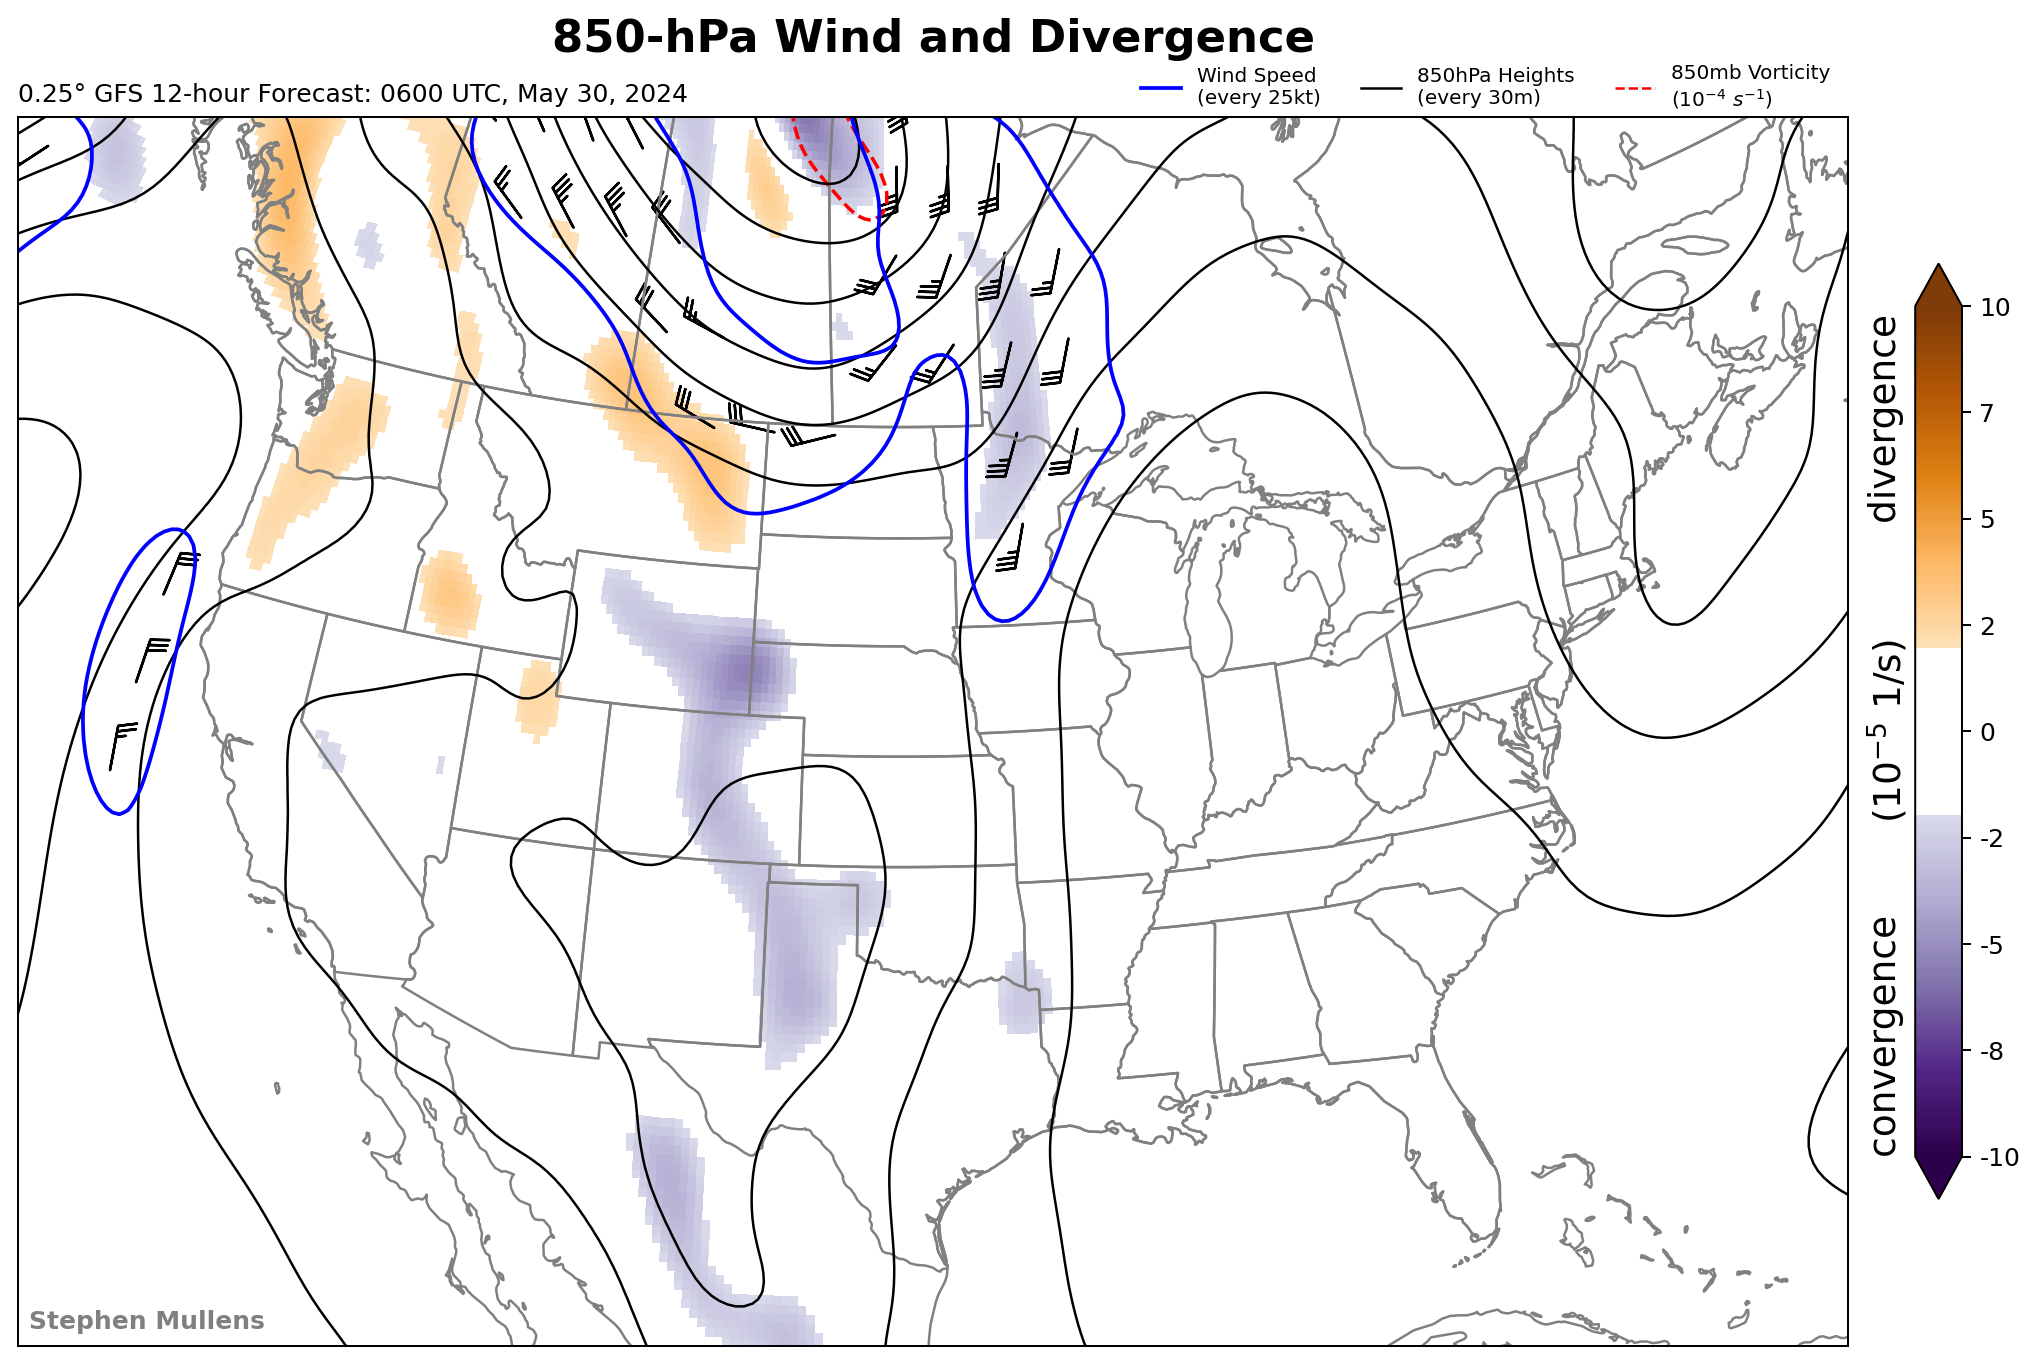 850-hPa Wind and Divergence
0.25° GFS 12-hour Forecast: 0600 UTC, May 30, 2024
Wind Speed
(every 25kt)
850hPa Heights
(every 30m)
850mb Vorticity
(10⁻⁴ s⁻¹)
10
7
5
2
0
-2
-5
-8
-10
convergence (10⁻⁵ 1/s) divergence
Stephen Mullens